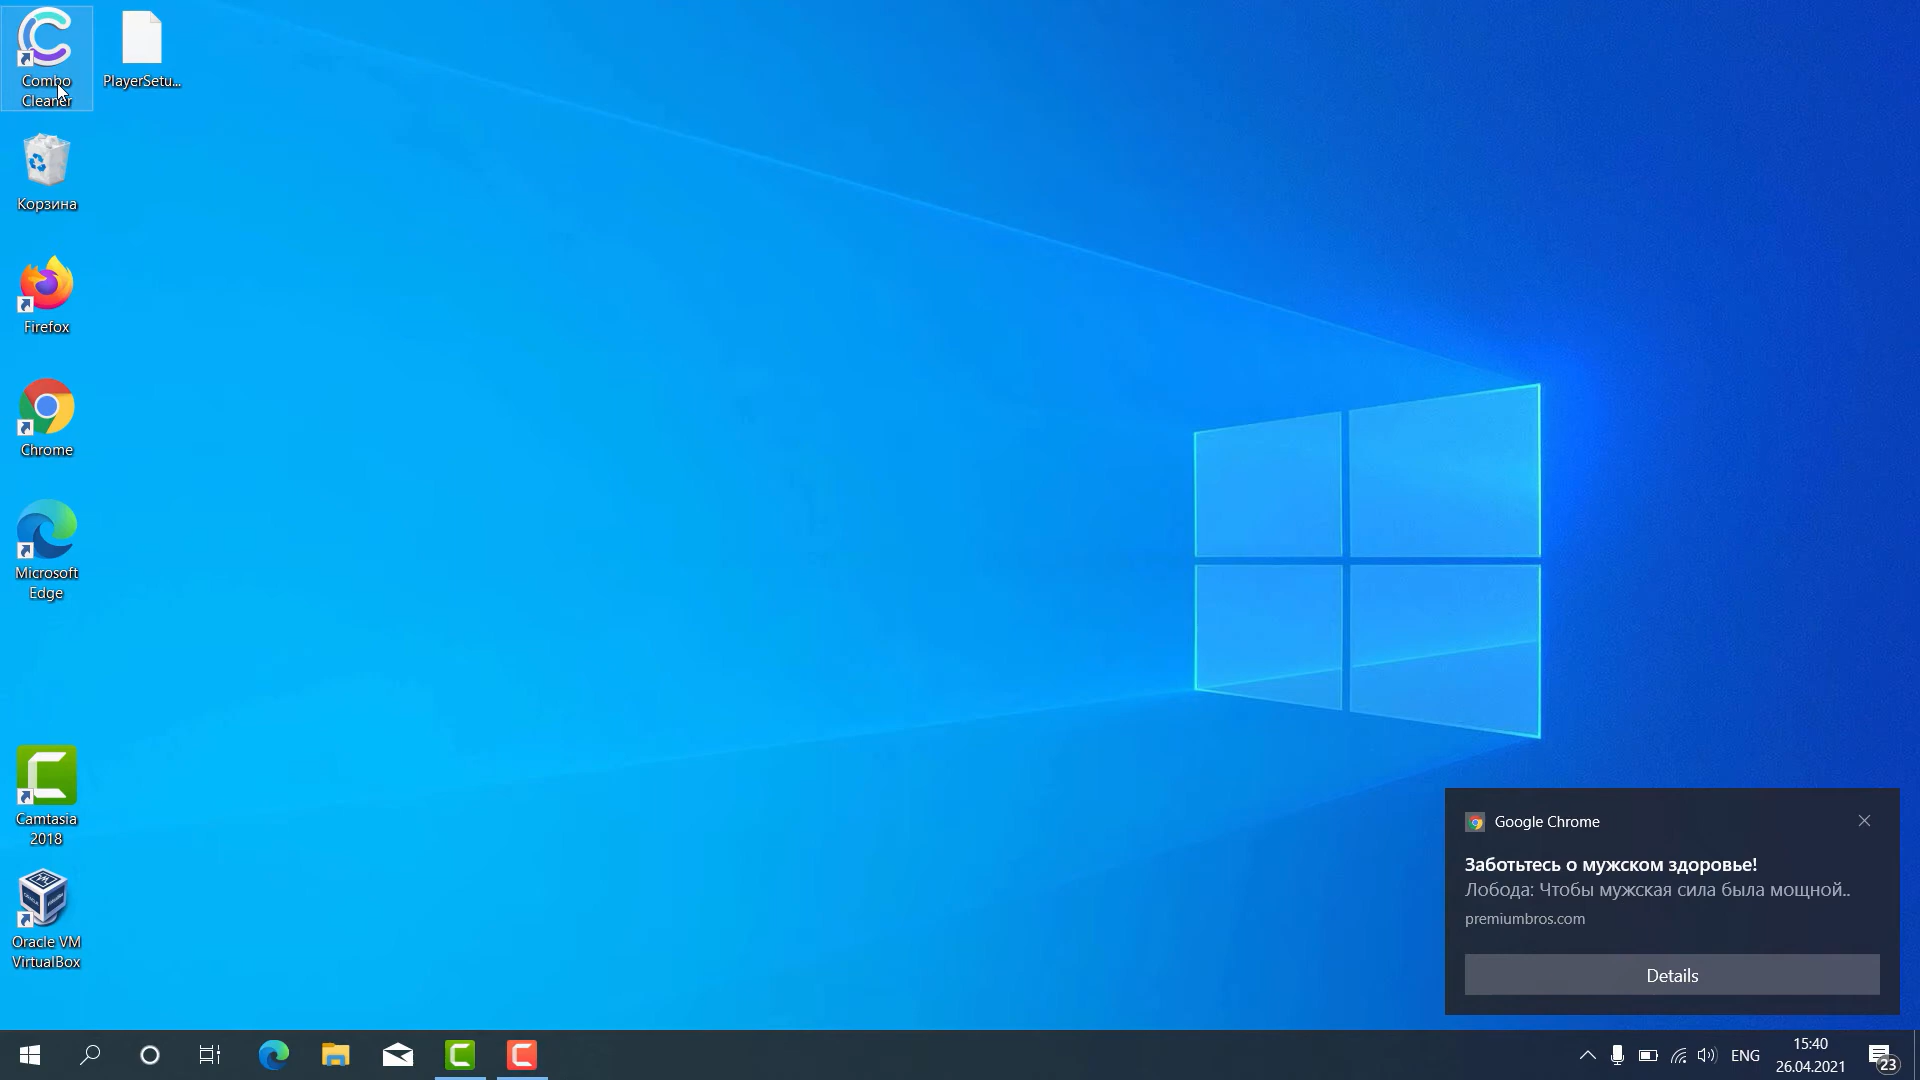 Combo
Cleaner
PlayerSetu...
Корзина
Firefox
Chrome
Microsoft
Edge
Camtasia
2018
Oracle VM
VirtualBox
Google Chrome
Заботьтесь о мужском здоровье!
Лобода: Чтобы мужская сила была мощной..
premiumbros.com
Details
ENG
15:40
26.04.2021
23